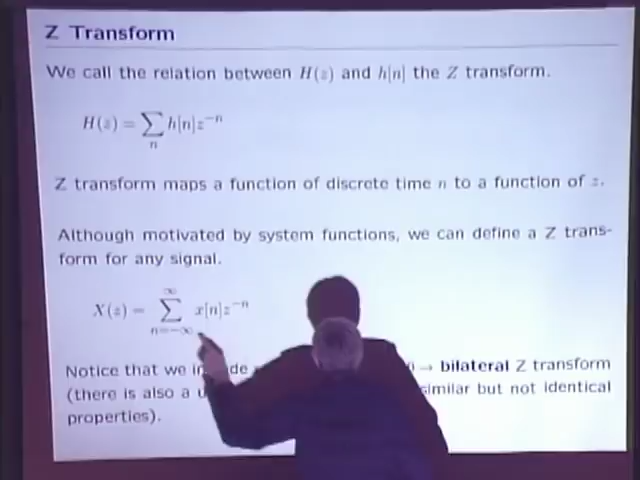 Z Transform
We call the relation between H(z) and h[n] the Z transform.
H(z) = ∑ h[n]z⁻ⁿ
n
Z transform maps a function of discrete time n to a function of z.
Although motivated by system functions, we can define a Z trans-
form for any signal.
∞
X(z) = ∑ x[n]z⁻ⁿ
n=−∞
Notice that we → bilateral Z transform
(there is also a similar but not identical
properties).